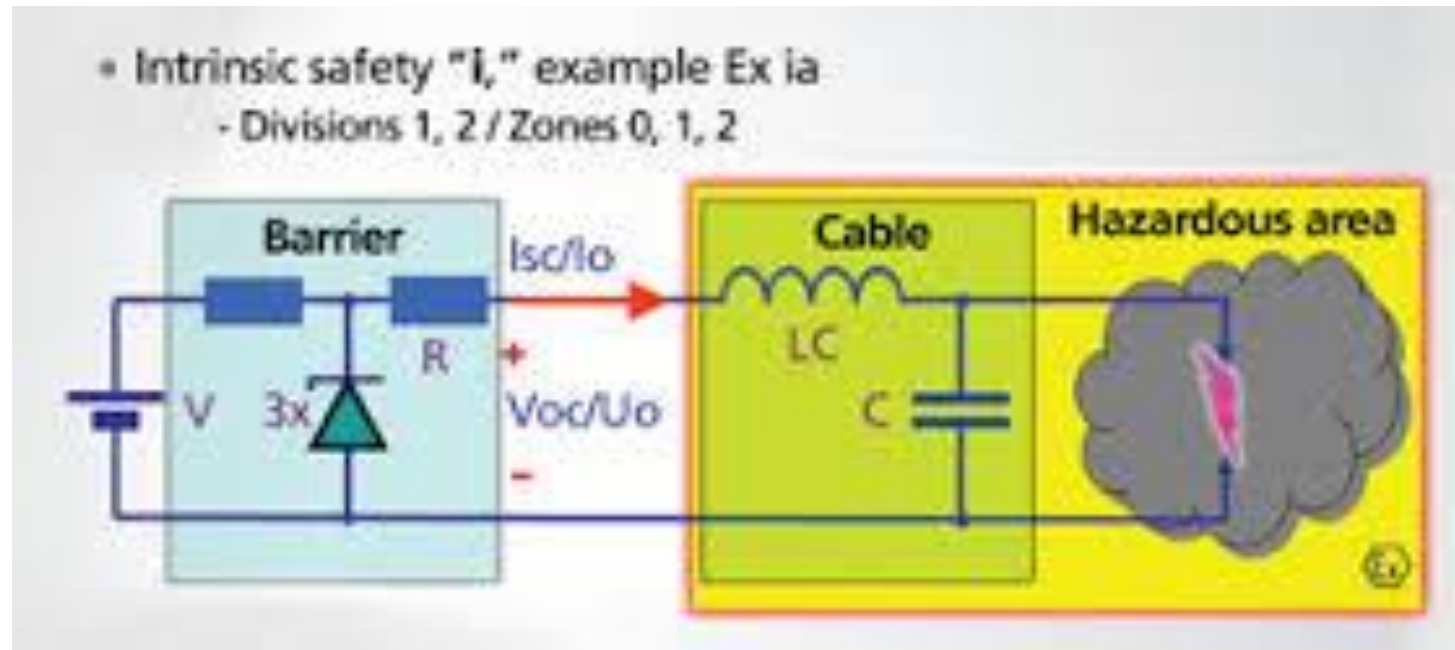 • Intrinsic safety "i," example Ex ia
- Divisions 1, 2 / Zones 0, 1, 2
Barrier
Cable
Hazardous area
Isc/Io
R
LC
+
V
3x
Voc/Uo
C
-
Ex